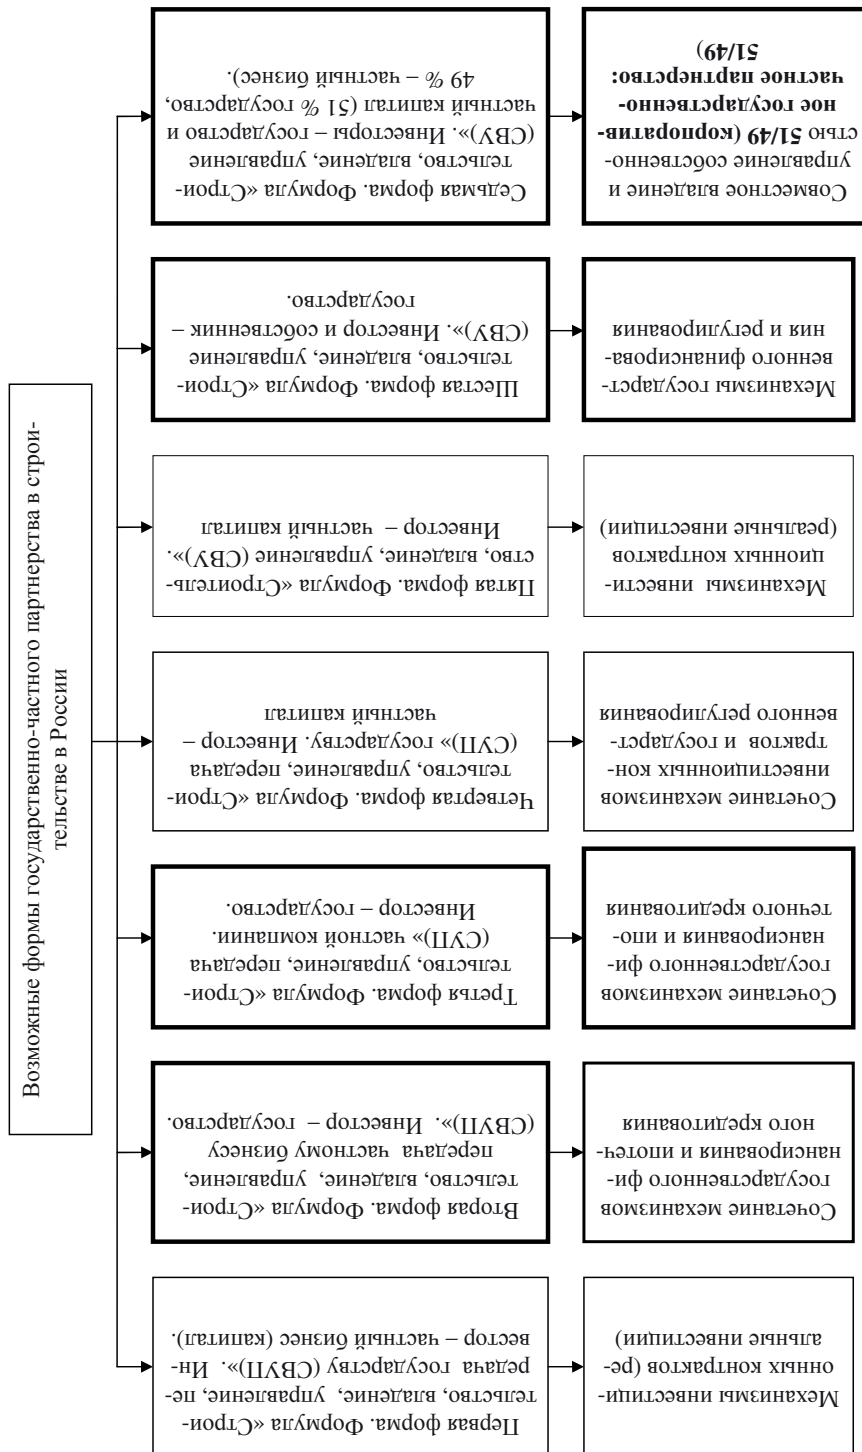 Возможные формы государственно-частного партнерства в строи-
тельстве в России
Первая форма. Формула «Строи-
тельство, владение, управление, пе-
редача государству (СВУП)». Ин-
вестор – частный бизнес (капитал).
Механизмы инвестици-
онных контрактов (ре-
альные инвестиции)
Вторая форма. Формула «Строи-
тельство, владение, управление,
передача частному бизнесу
(СВУП)». Инвестор – государство.
Сочетание механизмов
государственного фи-
нансирования и ипотеч-
ного кредитования
Третья форма. Формула «Строи-
тельство, управление, передача
(СУП)» частной компании.
Инвестор – государство.
Сочетание механизмов
государственного фи-
нансирования и ипо-
течного кредитования
Четвертая форма. Формула «Строи-
тельство, управление, передача
(СУП)» государству. Инвестор –
частный капитал
Сочетание механизмов
инвестиционных кон-
трактов и государст-
венного регулирования
Пятая форма. Формула «Строитель-
ство, владение, управление (СВУ)».
Инвестор – частный капитал
Механизмы инвести-
ционных контрактов
(реальные инвестиции)
Шестая форма. Формула «Строи-
тельство, владение, управление
(СВУ)». Инвестор и собственник –
государство.
Механизмы государст-
венного финансирова-
ния и регулирования
Седьмая форма. Формула «Строи-
тельство, владение, управление
(СВУ)». Инвесторы – государство и
частный капитал (51 % государство,
49 % – частный бизнес).
Совместное владение и
управление собственно-
стью 51/49 (корпоратив-
ное государственно-
частное партнерство:
51/49)